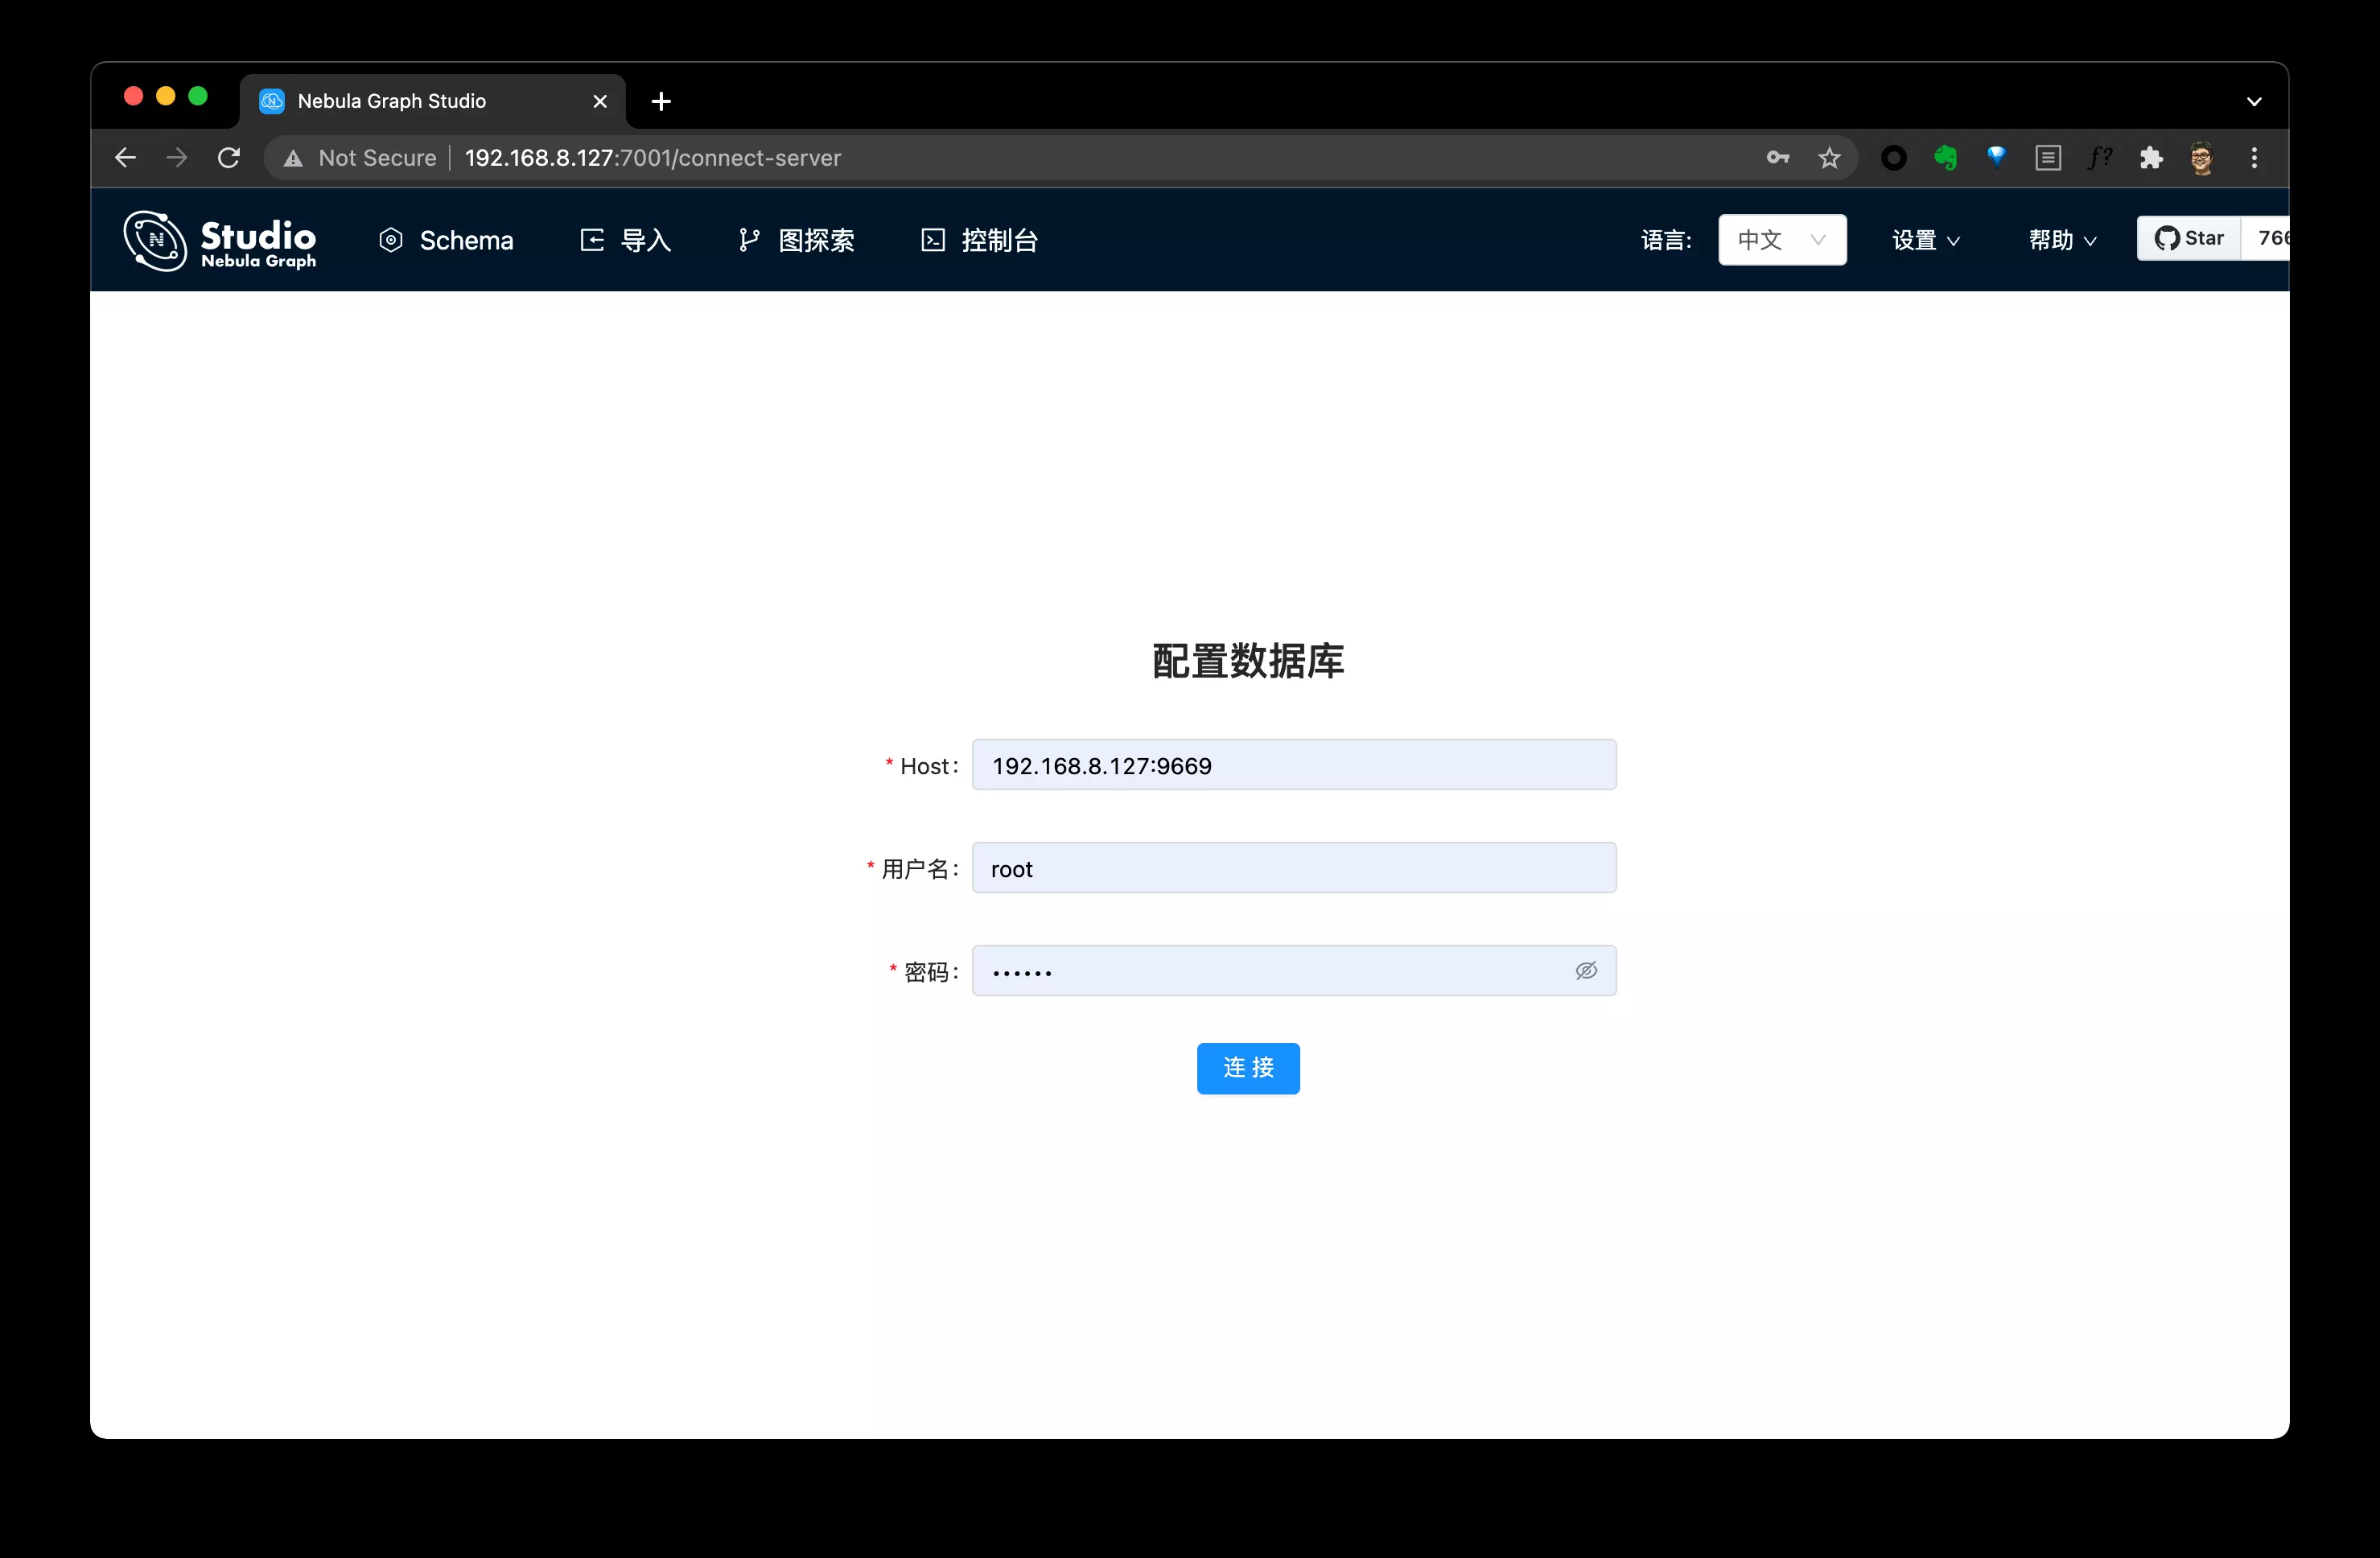 Nebula Graph Studio
Not Secure 192.168.8.127:7001/connect-server
Studio
Nebula Graph
Schema 导入 图探索 控制台 语言: 中文 设置 帮助 Star 766
配置数据库
* Host: 192.168.8.127:9669
* 用户名: root
* 密码: ••••••
连 接